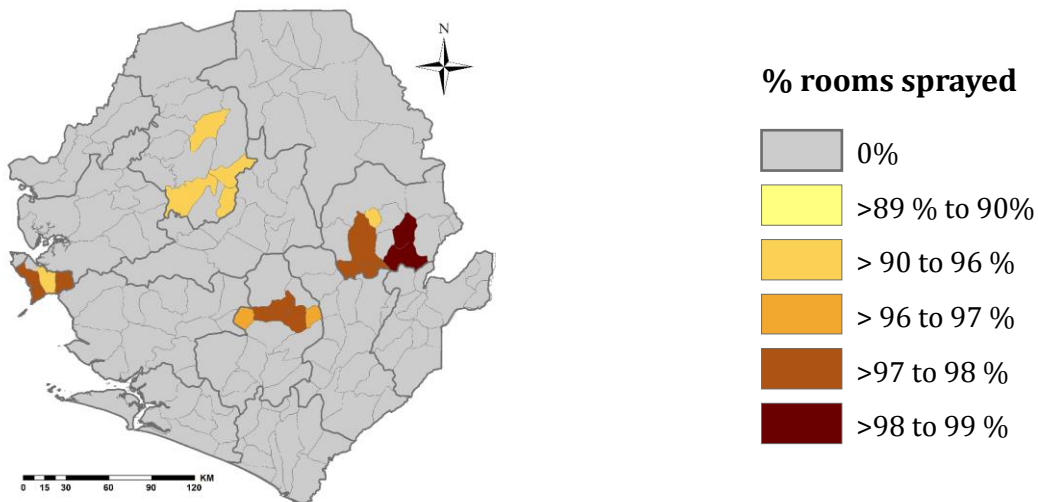 N
% rooms sprayed
0%
>89 % to 90%
> 90 to 96 %
> 96 to 97 %
>97 to 98 %
>98 to 99 %
KM
0 15 30 60 90 120